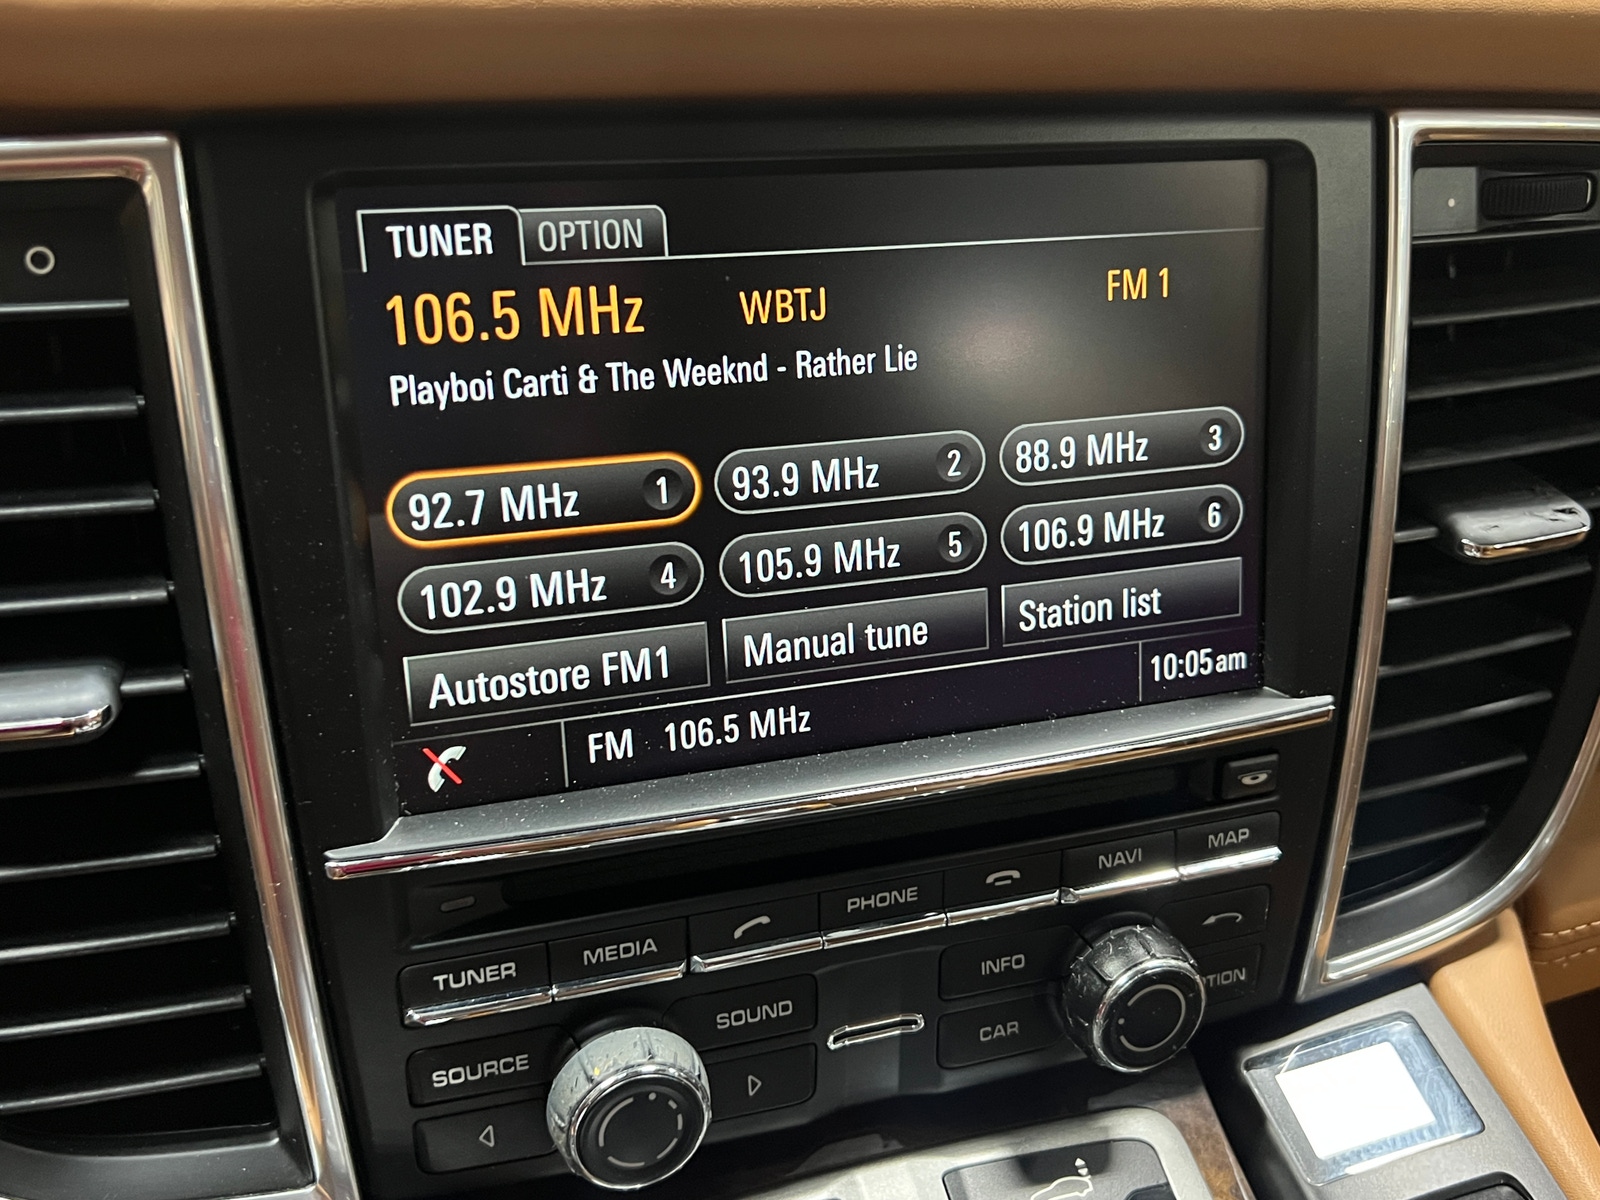 TUNER OPTION
106.5 MHz WBTJ FM 1
Playboi Carti & The Weeknd - Rather Lie
92.7 MHz 1 93.9 MHz 2 88.9 MHz 3
102.9 MHz 4 105.9 MHz 5 106.9 MHz 6
Autostore FM1 Manual tune Station list
FM 106.5 MHz 10:05am
TUNER MEDIA PHONE NAVI MAP
SOURCE SOUND INFO
CAR